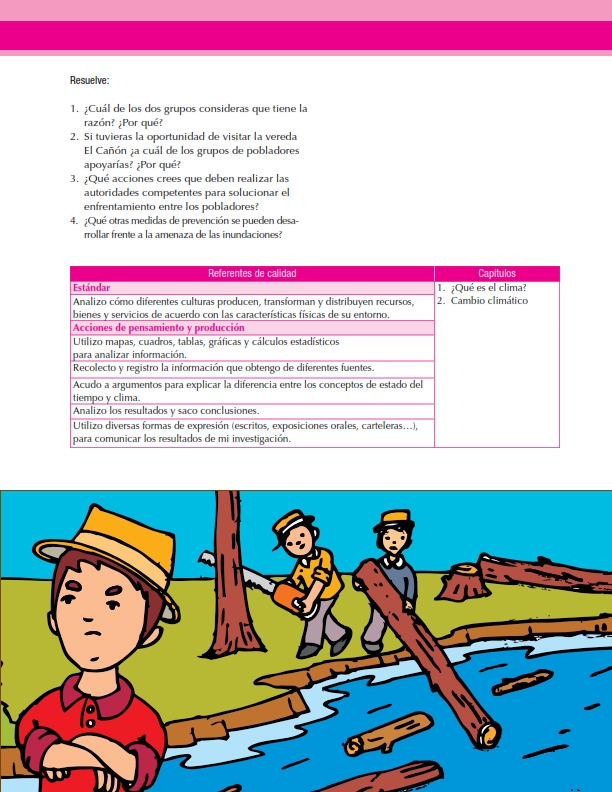 Resuelve:
1. ¿Cuál de los dos grupos consideras que tiene la
razón? ¿Por qué?
2. Si tuvieras la oportunidad de visitar la vereda
El Cañón ¿a cuál de los grupos de pobladores
apoyarías? ¿Por qué?
3. ¿Qué acciones crees que deben realizar las
autoridades competentes para solucionar el
enfrentamiento entre los pobladores?
4. ¿Qué otras medidas de prevención se pueden desa-
rrollar frente a la amenaza de las inundaciones?
Referentes de calidad
Capítulos
Estándar
Analizo cómo diferentes culturas producen, transforman y distribuyen recursos,
bienes y servicios de acuerdo con las características físicas de su entorno.
Acciones de pensamiento y producción
Utilizo mapas, cuadros, tablas, gráficas y cálculos estadísticos
para analizar información.
Recolecto y registro la información que obtengo de diferentes fuentes.
Acudo a argumentos para explicar la diferencia entre los conceptos de estado del
tiempo y clima.
Analizo los resultados y saco conclusiones.
Utilizo diversas formas de expresión (escritos, exposiciones orales, carteleras...),
para comunicar los resultados de mi investigación.
1. ¿Qué es el clima?
2. Cambio climático